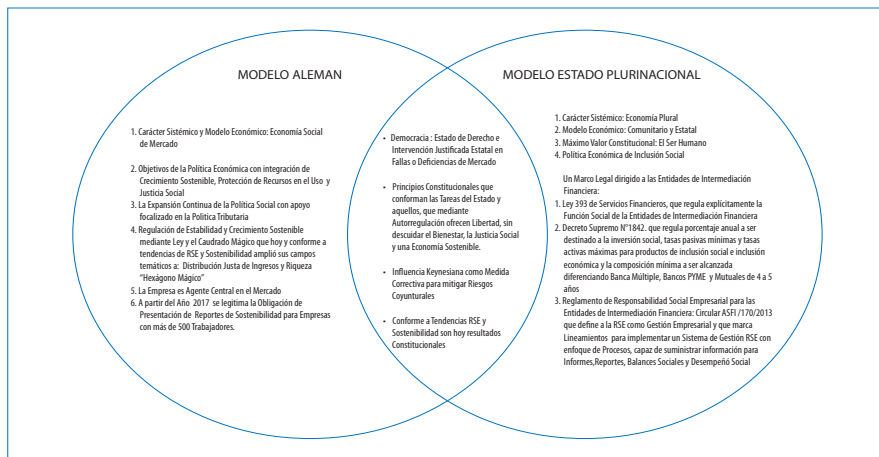 MODELO ALEMAN
1. Carácter Sistémico y Modelo Económico: Economía Social
de Mercado
2. Objetivos de la Política Económica con integración de
Crecimiento Sostenible, Protección de Recursos en el Uso y
Justicia Social
3. La Expansión Continua de la Política Social con apoyo
focalizado en la Politica Tributaria
4. Regulación de Estabilidad y Crecimiento Sostenible
mediante Ley y el Caudrado Mágico que hoy y conforme a
tendencias de RSE y Sostenibilidad amplió sus campos
temáticos a: Distribución Justa de Ingresos y Riqueza
"Hexágono Mágico"
5. La Empresa es Agente Central en el Mercado
6. A partir del Año 2017 se legitima la Obligación de
Presentación de Reportes de Sostenibilidad para Empresas
con más de 500 Trabajadores.
• Democracia : Estado de Derecho e
Intervención Justificada Estatal en
Fallas o Deficiencias de Mercado
• Principios Constitucionales que
conforman las Tareas del Estado y
aquellos, que mediante
Autorregulación ofrecen Libertad, sin
descuidar el Bienestar, la Justicia Social
y una Economía Sostenible.
• Influencia Keynesiana como Medida
Correctiva para mitigar Riesgos
Coyunturales
• Conforme a Tendencias RSE y
Sostenibilidad son hoy resultados
Constitucionales
MODELO ESTADO PLURINACIONAL
1. Carácter Sistémico: Economía Plural
2. Modelo Económico: Comunitario y Estatal
3. Máximo Valor Constitucional: El Ser Humano
4. Política Económica de Inclusión Social
Un Marco Legal dirigido a las Entidades de Intermediación
Financiera:
1. Ley 393 de Servicios Financieros, que regula explícitamente la
Función Social de la Entidades de Intermediación Financiera
2. Decreto Supremo N°1842. que regula porcentaje anual a ser
destinado a la inversión social, tasas pasivas mínimas y tasas
activas máximas para productos de inclusión social e inclusión
económica y la composición mínima a ser alcanzada
diferenciando Banca Múltiple, Bancos PYME y Mutuales de 4 a 5
años
3. Reglamento de Responsabilidad Social Empresarial para las
Entidades de Intermediación Financiera: Circular ASFI /170/2013
que define a la RSE como Gestión Empresarial y que marca
Lineamientos para implementar un Sistema de Gestión RSE con
enfoque de Procesos, capaz de suministrar información para
Informes,Reportes, Balances Sociales y Desempeñó Social